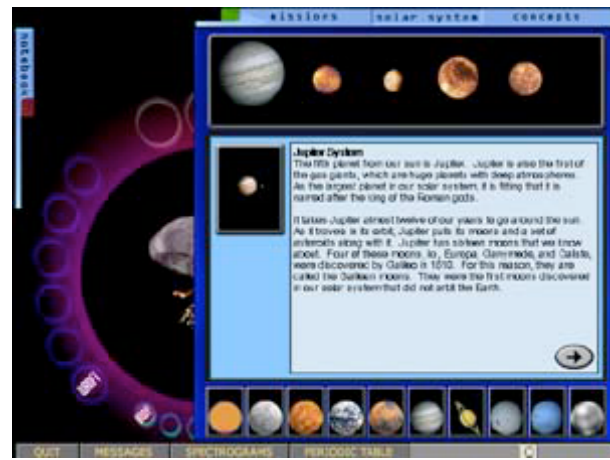 missions solar system concepts
notebook
Jupiter System
The fifth planet from our sun is Jupiter. Jupiter is also the first of
the gas giants, which are huge planets with deep atmospheres.
As the largest planet in our solar system, it is fitting that it is
named after the king of the Roman gods.
It takes Jupiter almost twelve of our years to go around the sun.
As it travels in its orbit, Jupiter pulls its moons and a set of
asteroids along with it. Jupiter has sixteen moons that we know
about. Four of these moons, Io, Europa, Ganymede, and Callisto,
were discovered by Galileo in 1610. For this reason, they are
called the Galilean moons. They were the first moons discovered
in our solar system that did not orbit the Earth.
QUIT MESSAGES SPECTROGRAMS PERIODIC TABLE